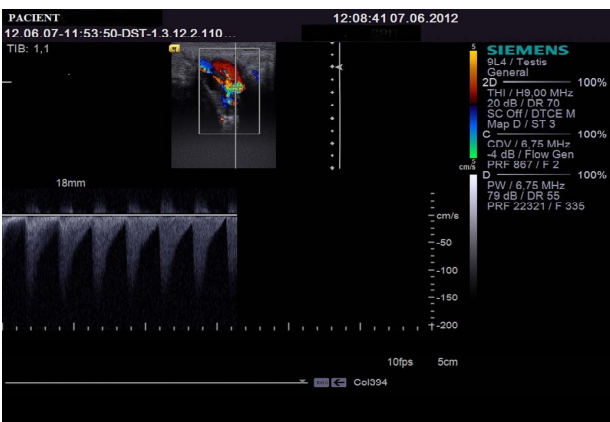 PACIENT
12:08:41 07.06.2012
12.06.07-11:53:50-DST-1.3.12.2.110...
TIB: 1,1
5
SIEMENS
9L4 / Testis
General
2D 100%
THI / H9,00 MHz
20 dB / DR 70
SC Off / DTCE M
Map D / ST 3
C 100%
CDV / 6,75 MHz
-4 dB / Flow Gen
PRF 867 / F 2
5
cm/s
D 100%
PW / 6,75 MHz
79 dB / DR 55
PRF 22321 / F 335
18mm
cm/s
-50
-100
-150
-200
10fps 5cm
Col394